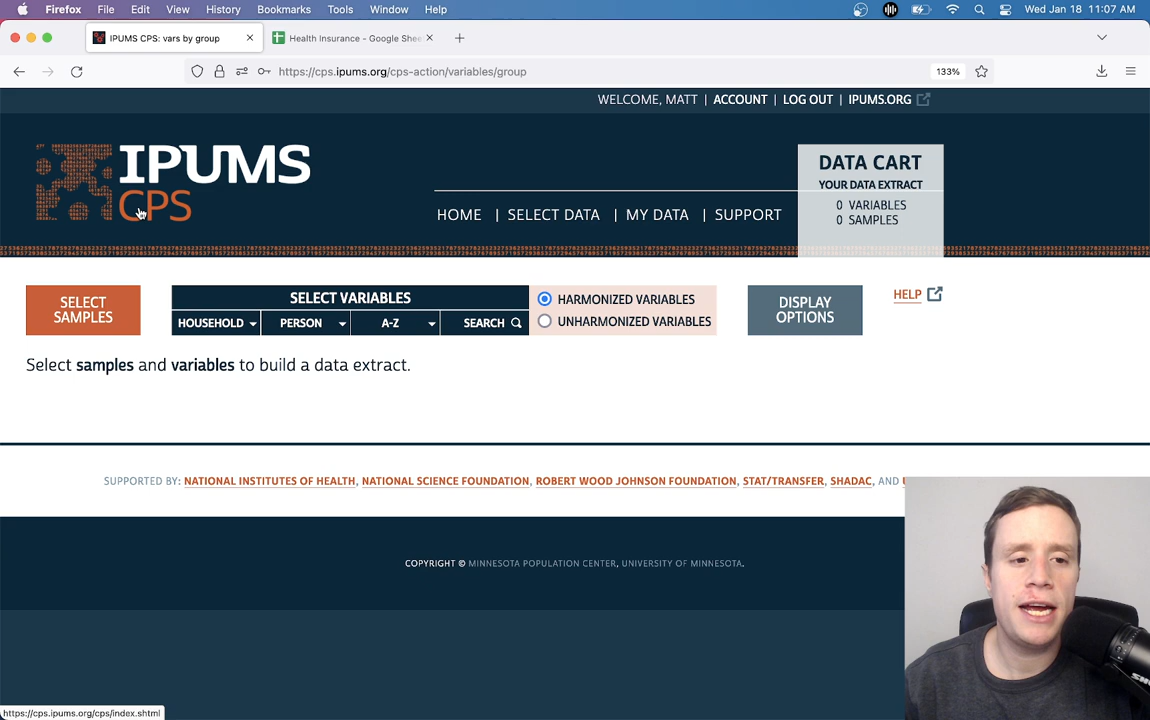 Firefox File Edit View History Bookmarks Tools Window Help Wed Jan 18 11:07 AM
IPUMS CPS: vars by group Health Insurance - Google Shee
https://cps.ipums.org/cps-action/variables/group 133%
WELCOME, MATT | ACCOUNT | LOG OUT | IPUMS.ORG
IPUMS
CPS
HOME | SELECT DATA | MY DATA | SUPPORT
DATA CART
YOUR DATA EXTRACT
0 VARIABLES
0 SAMPLES
SELECT
SAMPLES
SELECT VARIABLES
HOUSEHOLD PERSON A-Z SEARCH
HARMONIZED VARIABLES
UNHARMONIZED VARIABLES
DISPLAY
OPTIONS
HELP
Select samples and variables to build a data extract.
SUPPORTED BY: NATIONAL INSTITUTES OF HEALTH, NATIONAL SCIENCE FOUNDATION, ROBERT WOOD JOHNSON FOUNDATION, STAT/TRANSFER, SHADAC, AND
COPYRIGHT © MINNESOTA POPULATION CENTER, UNIVERSITY OF MINNESOTA.
https://cps.ipums.org/cps/index.shtml